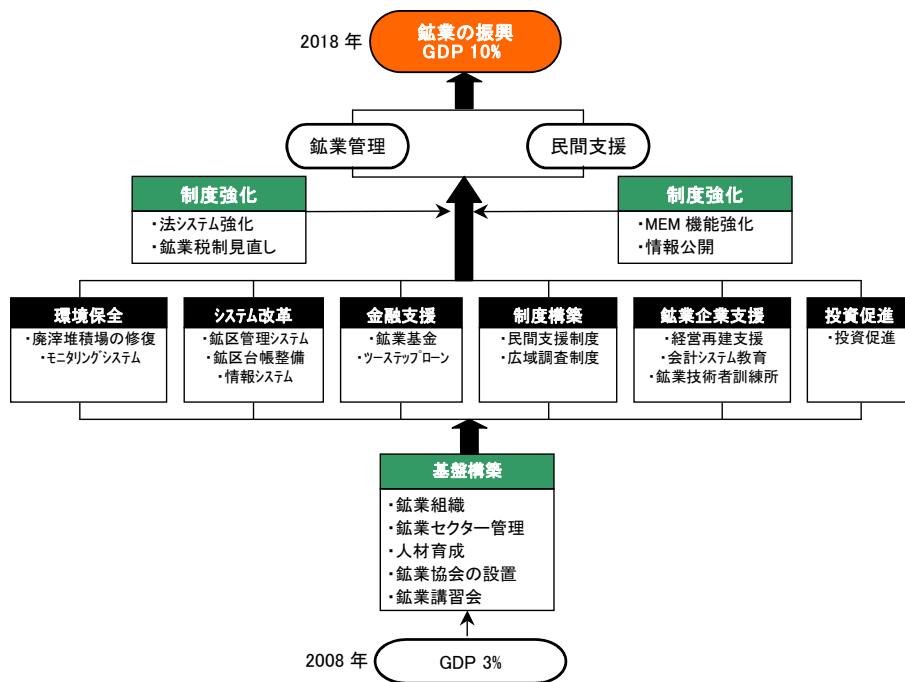 2018 年
鉱業の振興
GDP 10%
鉱業管理
民間支援
制度強化
・法システム強化
・鉱業税制見直し
制度強化
・MEM 機能強化
・情報公開
環境保全
・廃滓堆積場の修復
・モニタリングシステム
システム改革
・鉱区管理システム
・鉱区台帳整備
・情報システム
金融支援
・鉱業基金
・ツーステップローン
制度構築
・民間支援制度
・広域調査制度
鉱業企業支援
・経営再建支援
・会計システム教育
・鉱業技術者訓練所
投資促進
・投資促進
基盤構築
・鉱業組織
・鉱業セクター管理
・人材育成
・鉱業協会の設置
・鉱業講習会
2008 年
GDP 3%